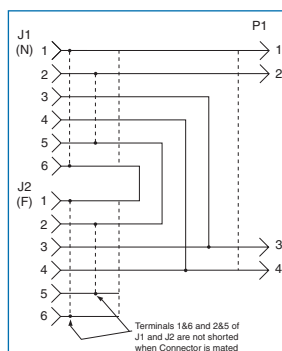 J1
(N)
P1
1
2
3
4
5
6
1
2
J2
(F)
1
2
3
4
5
6
3
4
Terminals 1&6 and 2&5 of
J1 and J2 are not shorted
when Connector is mated